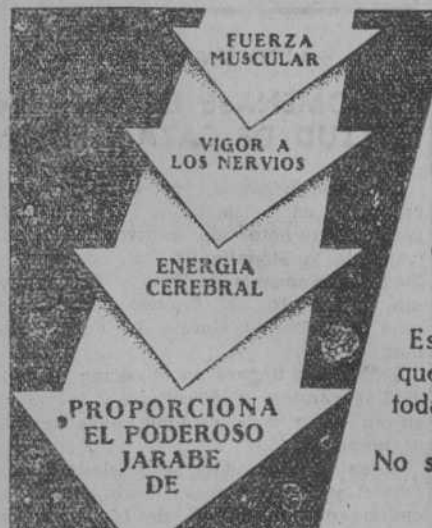 FUERZA
MUSCULAR
VIGOR A
LOS NERVIOS
ENERGIA
CEREBRAL
PROPORCIONA
EL PODEROSO
JARABE
DE
Es
que
toda
No s